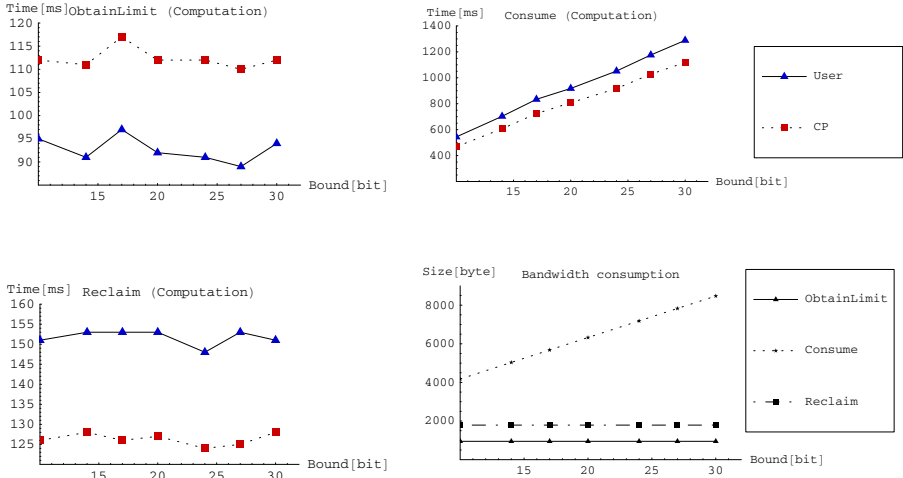 Time[ms] ObtainLimit (Computation)
120
115
110
105
100
95
90
15 20 25 30
Bound[bit]
Time[ms] Consume (Computation)
1400
1200
1000
800
600
400
15 20 25 30
Bound[bit]
User
CP
Time[ms] Reclaim (Computation)
160
155
150
145
140
135
130
125
15 20 25 30
Bound[bit]
Size[byte] Bandwidth consumption
8000
6000
4000
2000
15 20 25 30
Bound[bit]
ObtainLimit
Consume
Reclaim